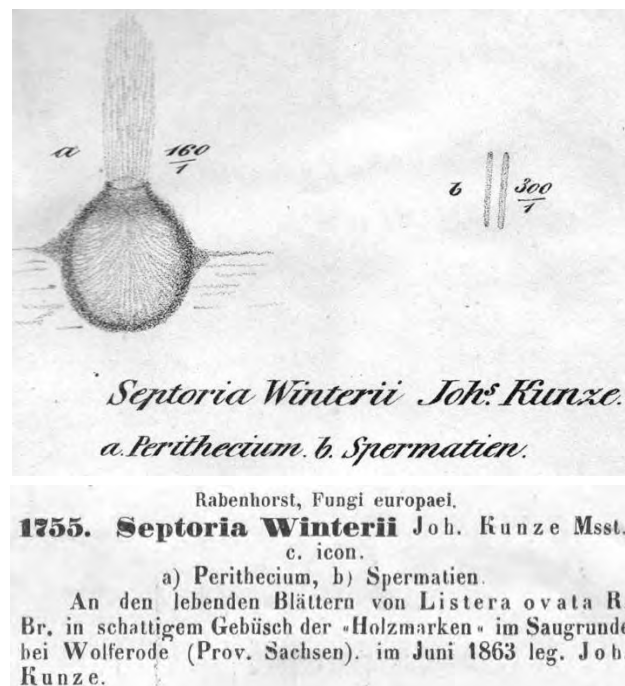 a 160/1
b 300/1
Septoria Winterii Joh.s Kunze.
a. Perithecium. b. Spermatien.
Rabenhorst, Fungi europaei.
1755. Septoria Winterii Joh. Kunze Msst.
c. icon.
a) Perithecium, b) Spermatien.
An den lebenden Blättern von Listera ovata R.
Br. in schattigem Gebüsch der «Holzmarken» im Saugrunde
bei Wolferode (Prov. Sachsen). im Juni 1863 leg. Joh.
Kunze.